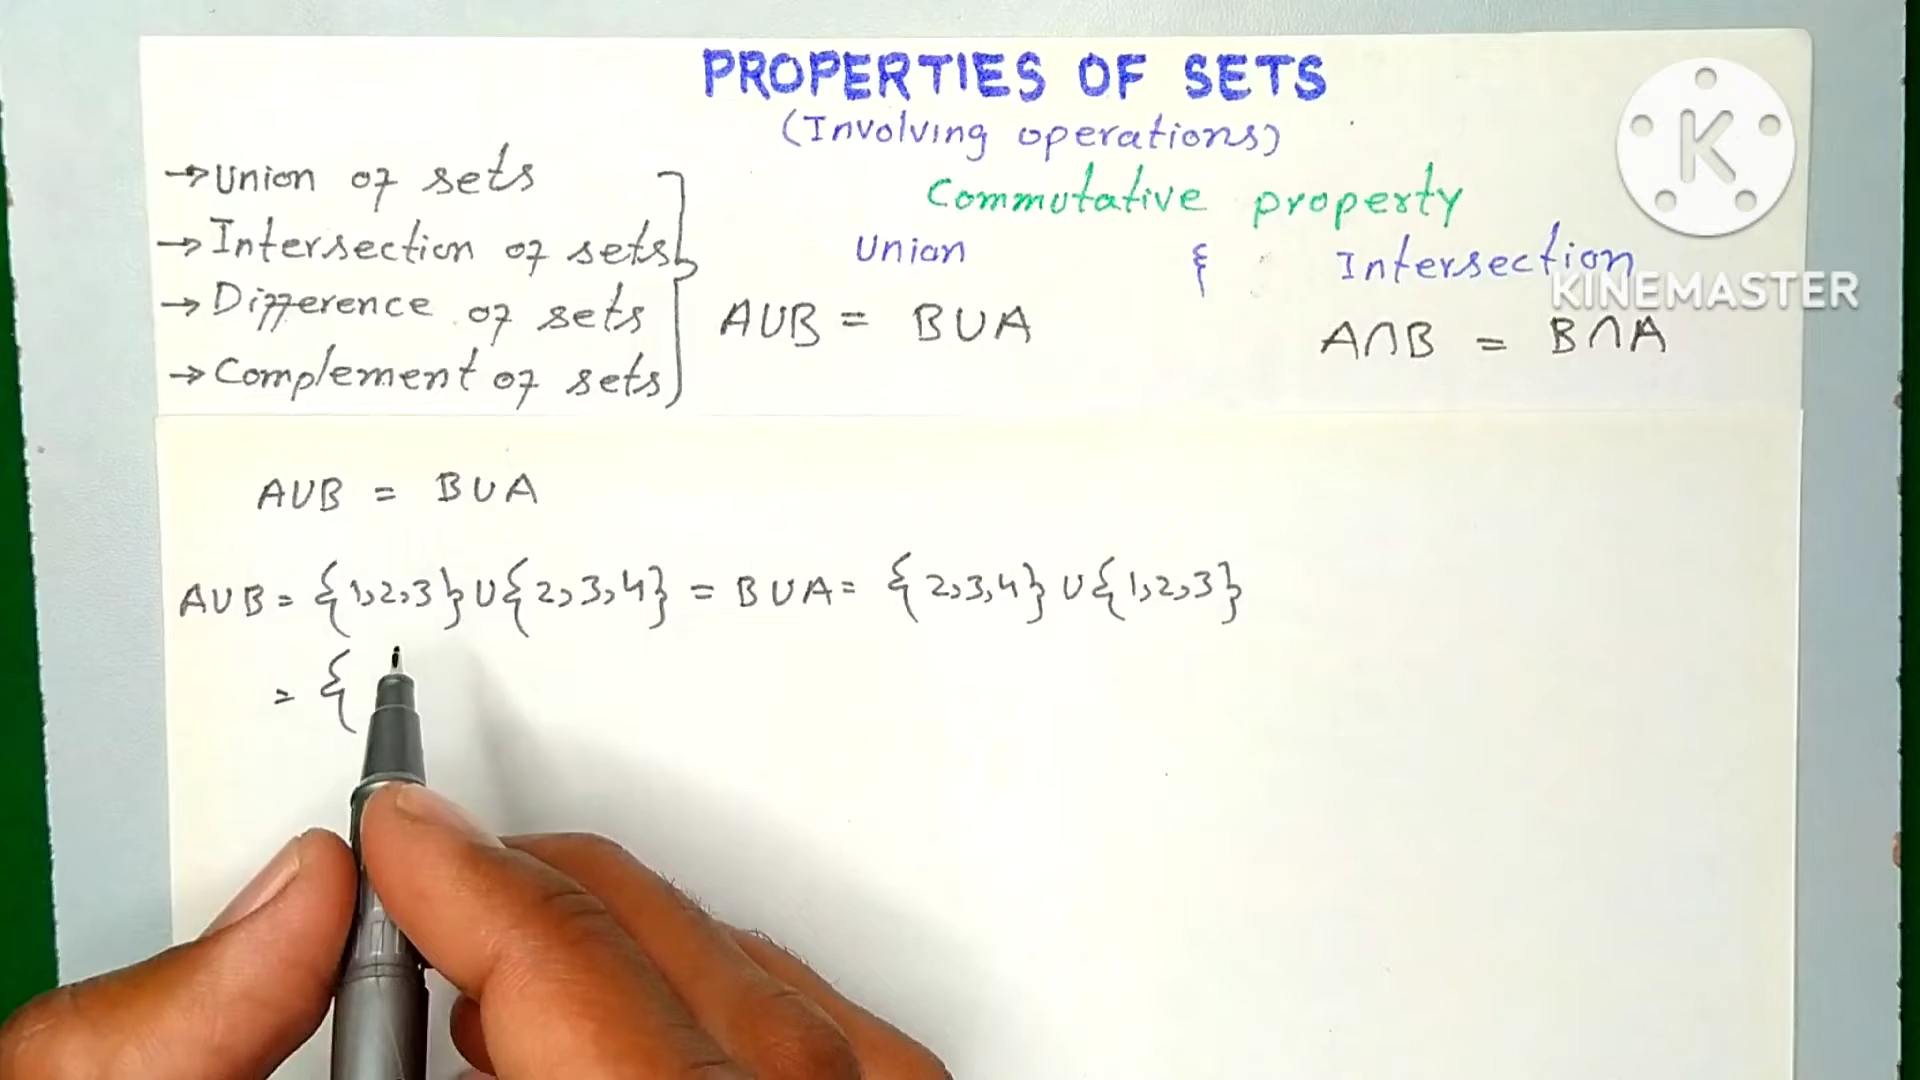 PROPERTIES OF SETS
(Involving operations)
→ Union of sets
→ Intersection of sets
→ Difference of sets
→ Complement of sets
Commutative property
Union & Intersection
A∪B = B∪A
A∩B = B∩A
K
KINEMASTER
A∪B = B∪A
A∪B = {1,2,3} ∪ {2,3,4} = B∪A = {2,3,4} ∪ {1,2,3}
= {